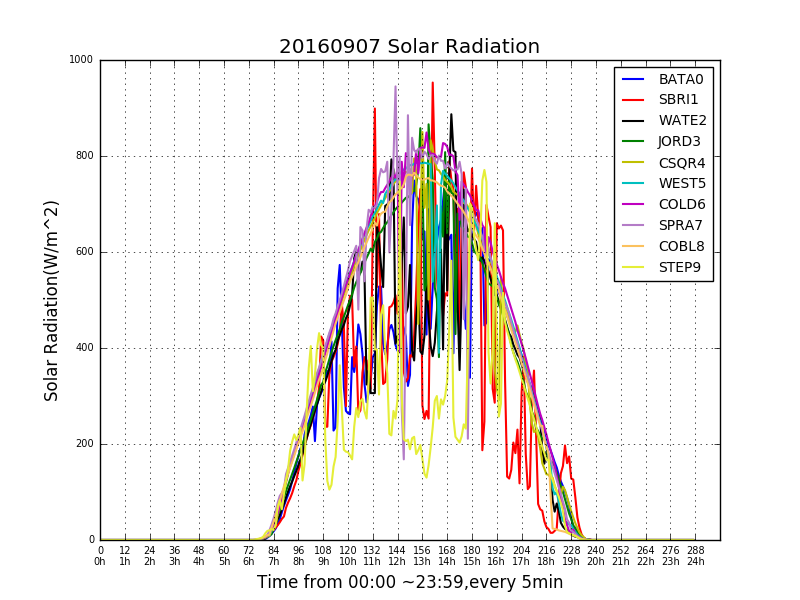 20160907 Solar Radiation
Solar Radiation(W/m^2)
1000
800
600
400
200
0
BATA0
SBRI1
WATE2
JORD3
CSQR4
WEST5
COLD6
SPRA7
COBL8
STEP9
0 12 24 36 48 60 72 84 96 108 120 132 144 156 168 180 192 204 216 228 240 252 264 276 288
0h 1h 2h 3h 4h 5h 6h 7h 8h 9h 10h 11h 12h 13h 14h 15h 16h 17h 18h 19h 20h 21h 22h 23h 24h
Time from 00:00 ~23:59,every 5min